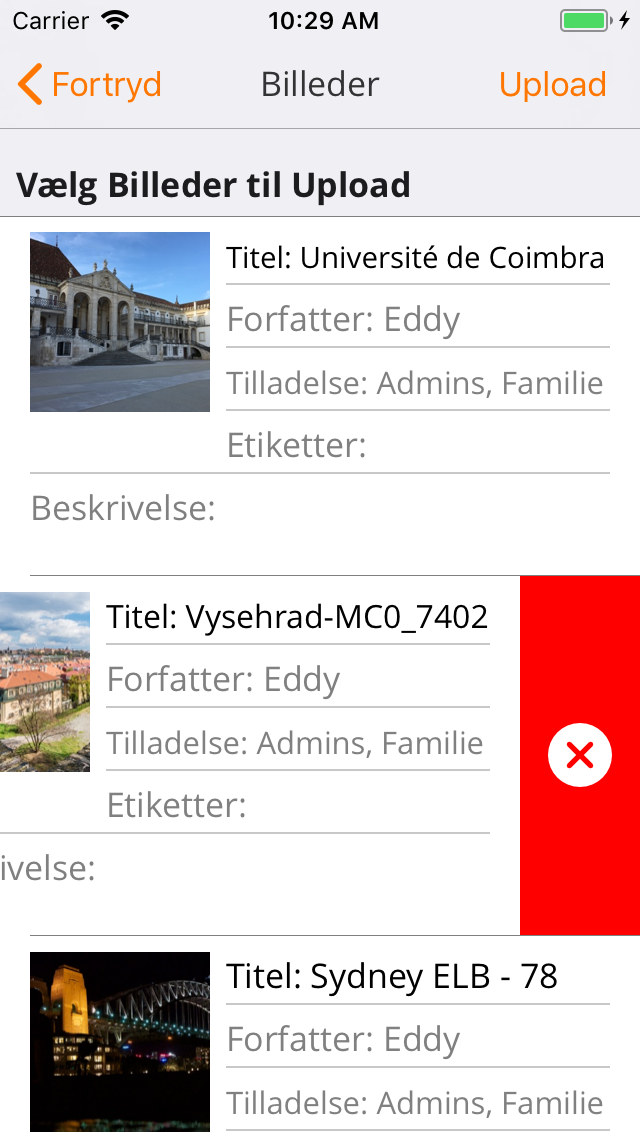 Carrier 10:29 AM
Fortryd Billeder Upload
Vælg Billeder til Upload
Titel: Université de Coimbra
Forfatter: Eddy
Tilladelse: Admins, Familie
Etiketter:
Beskrivelse:
Titel: Vysehrad-MC0_7402
Forfatter: Eddy
Tilladelse: Admins, Familie
Etiketter:
ivelse:
Titel: Sydney ELB - 78
Forfatter: Eddy
Tilladelse: Admins, Familie